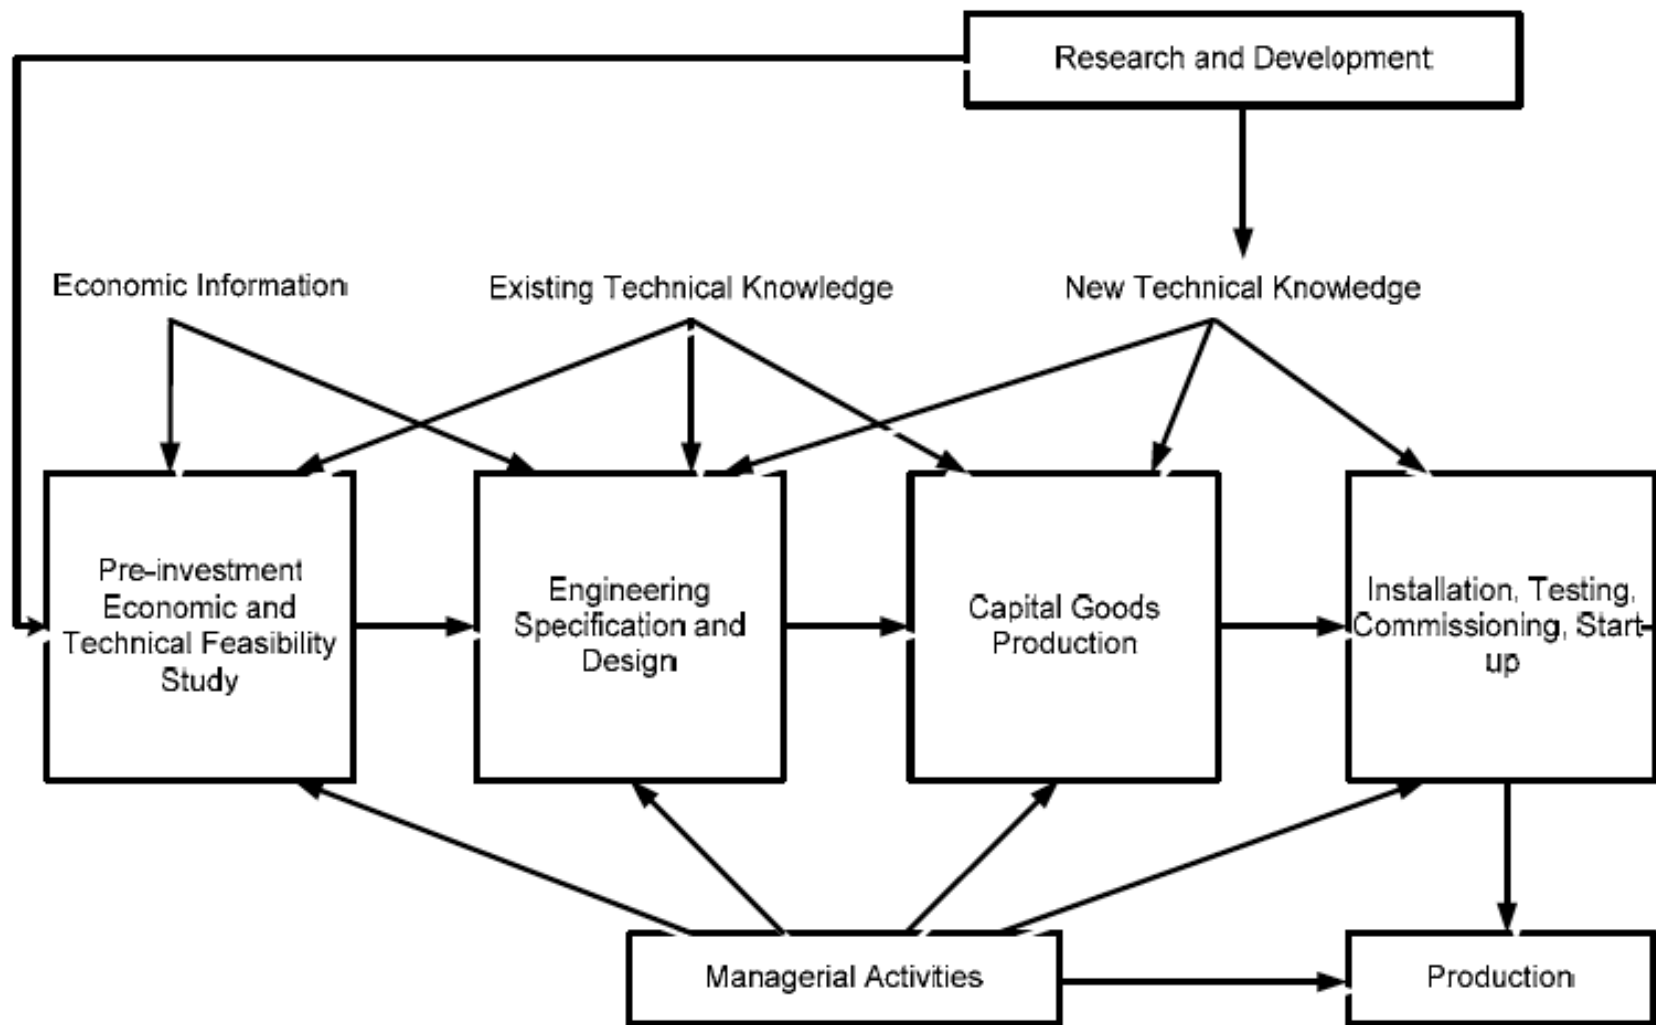 Research and Development
Economic Information
Existing Technical Knowledge
New Technical Knowledge
Pre-investment
Economic and
Technical Feasibility
Study
Engineering
Specification and
Design
Capital Goods
Production
Installation, Testing,
Commissioning, Start-
up
Managerial Activities
Production